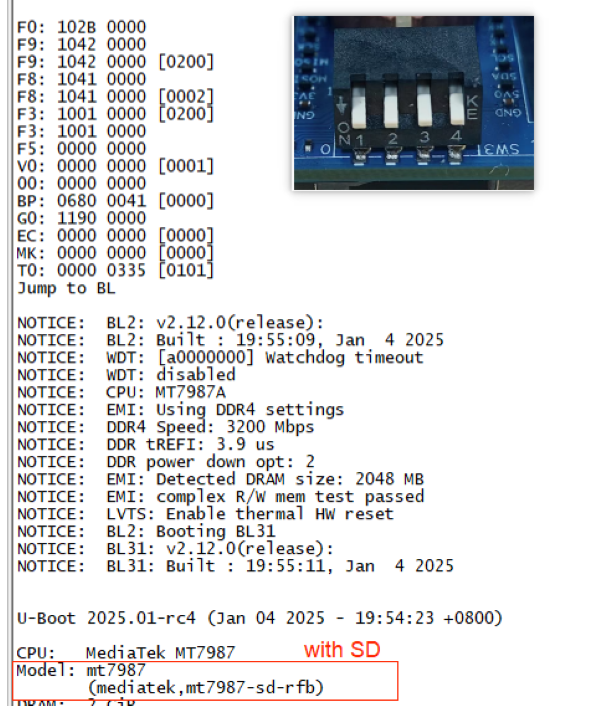 F0: 102B 0000
F9: 1042 0000
F9: 1042 0000 [0200]
F8: 1041 0000
F8: 1041 0000 [0002]
F3: 1001 0000 [0200]
F3: 1001 0000
F5: 0000 0000
V0: 0000 0000 [0001]
00: 0000 0000
BP: 0680 0041 [0000]
G0: 1190 0000
EC: 0000 0000 [0000]
MK: 0000 0000 [0000]
T0: 0000 0335 [0101]
Jump to BL
NOTICE:  BL2: v2.12.0(release):
NOTICE:  BL2: Built : 19:55:09, Jan  4 2025
NOTICE:  WDT: [a0000000] Watchdog timeout
NOTICE:  WDT: disabled
NOTICE:  CPU: MT7987A
NOTICE:  EMI: Using DDR4 settings
NOTICE:  DDR4 Speed: 3200 Mbps
NOTICE:  DDR tREFI: 3.9 us
NOTICE:  DDR power down opt: 2
NOTICE:  EMI: Detected DRAM size: 2048 MB
NOTICE:  EMI: complex R/W mem test passed
NOTICE:  LVTS: Enable thermal HW reset
NOTICE:  BL2: Booting BL31
NOTICE:  BL31: v2.12.0(release):
NOTICE:  BL31: Built : 19:55:11, Jan  4 2025
U-Boot 2025.01-rc4 (Jan 04 2025 - 19:54:23 +0800)
CPU:   MediaTek MT7987
with SD
Model: mt7987
(mediatek,mt7987-sd-rfb)
DRAM:  2 GiB
KE
ON
1 2 3 4
0
SW3
GND
GND
5V0
SDA
SCL